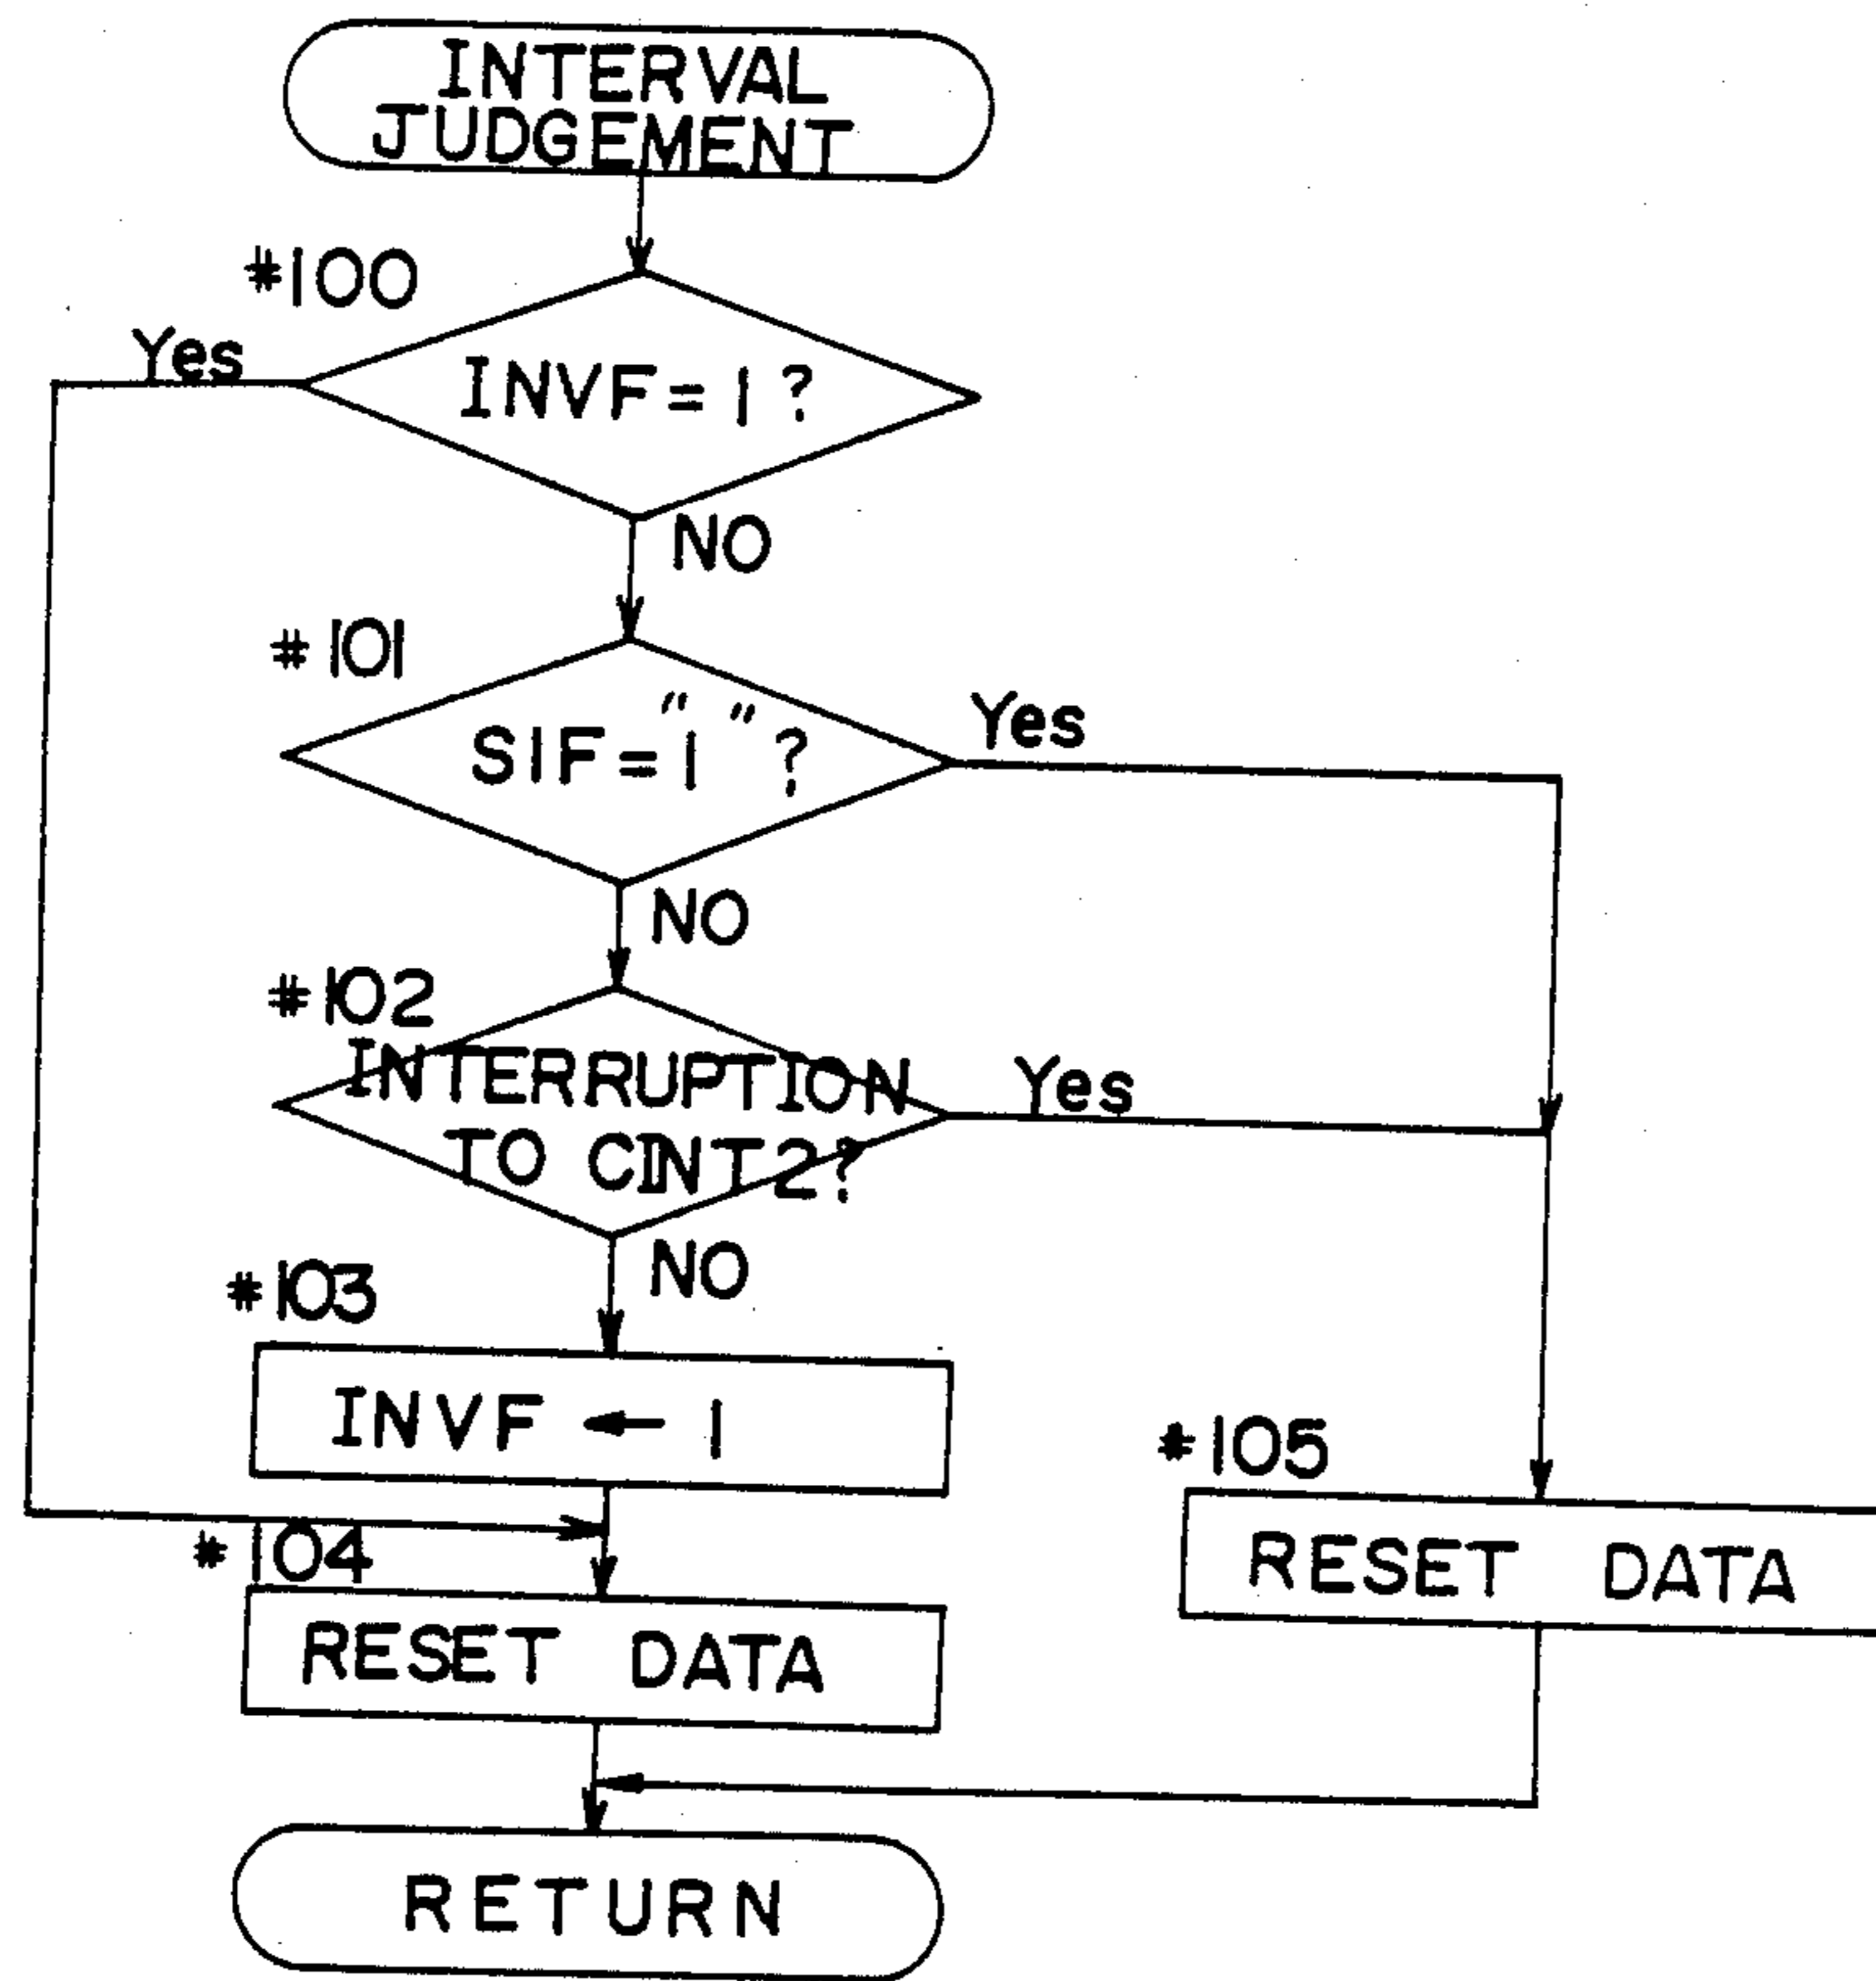 INTERVAL
JUDGEMENT
#100
Yes
INVF=1?
NO
#101
SIF="1"?
Yes
NO
#102
INTERRUPTION
TO CINT2?
Yes
NO
#103
INVF ← 1
#105
RESET DATA
#104
RESET DATA
RETURN